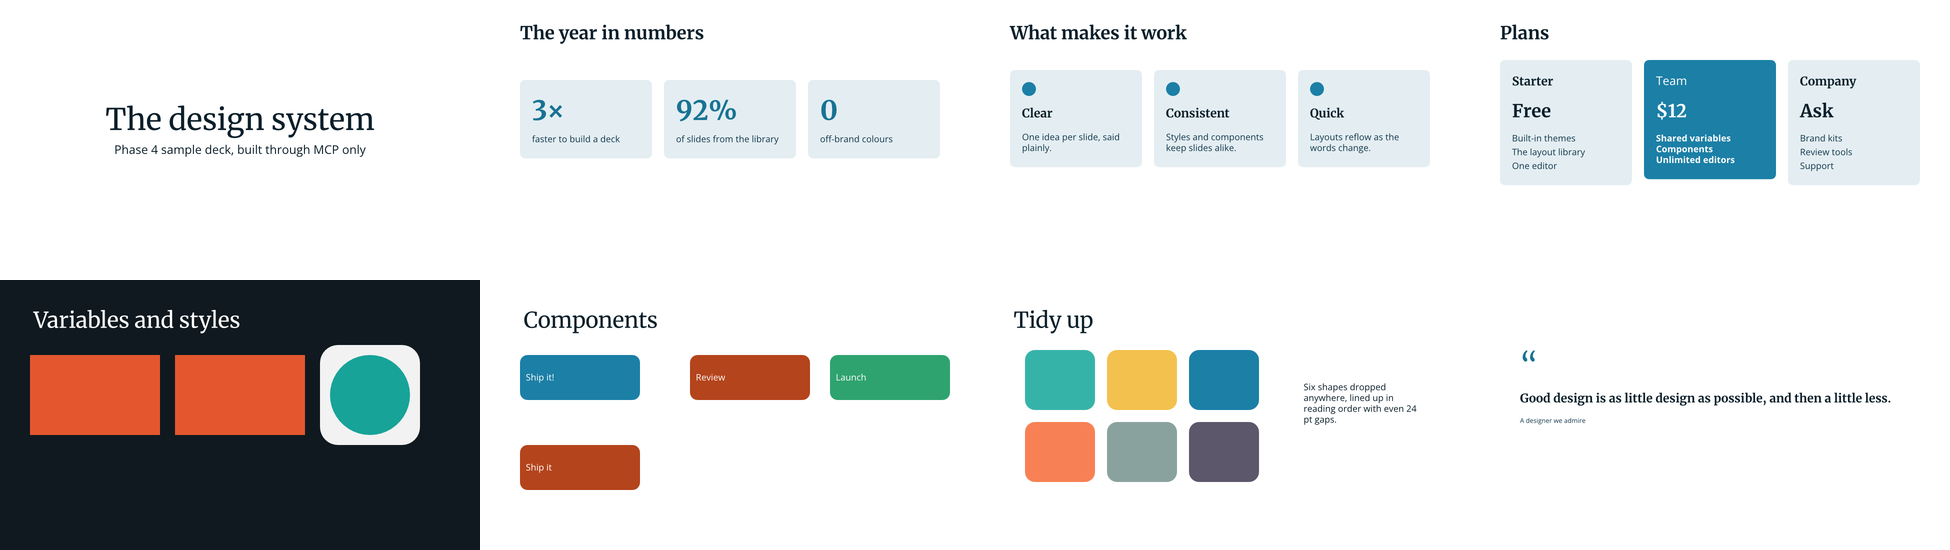 The design system
Phase 4 sample deck, built through MCP only
The year in numbers
3×
faster to build a deck
92%
of slides from the library
0
off-brand colours
What makes it work
Clear
One idea per slide, said
plainly.
Consistent
Styles and components
keep slides alike.
Quick
Layouts reflow as the
words change.
Plans
Starter
Free
Built-in themes
The layout library
One editor
Team
$12
Shared variables
Components
Unlimited editors
Company
Ask
Brand kits
Review tools
Support
Variables and styles
Components
Ship it!
Review
Launch
Ship it
Tidy up
Six shapes dropped
anywhere, lined up in
reading order with even 24
pt gaps.
“
Good design is as little design as possible, and then a little less.
A designer we admire